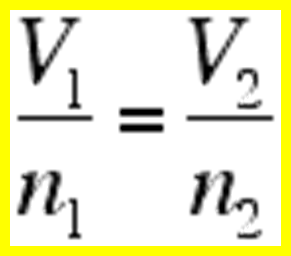 V₁/n₁ = V₂/n₂